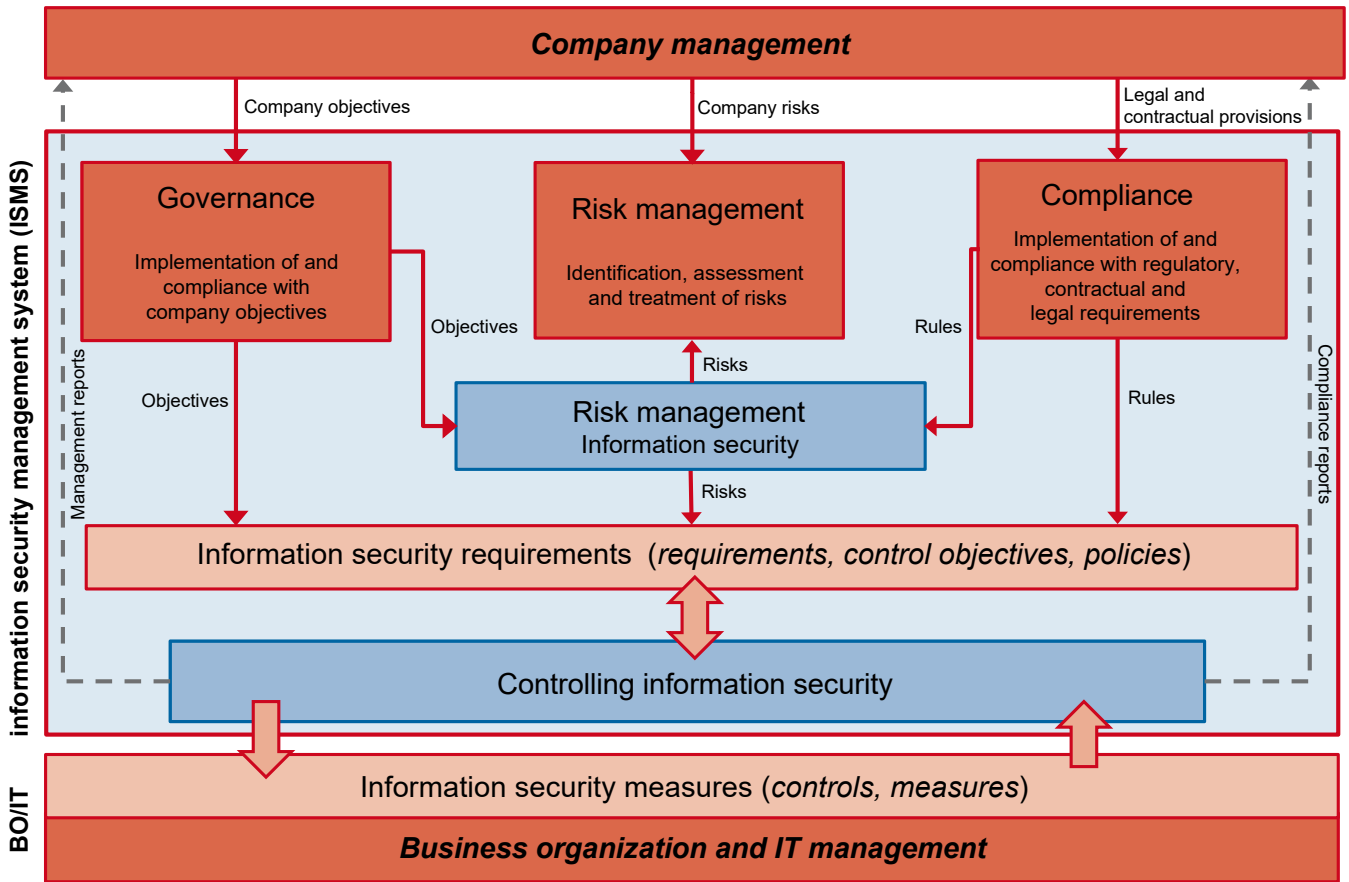 Company management
Company objectives
Company risks
Legal and
contractual provisions
information security management system (ISMS)
Governance
Implementation of and
compliance with
company objectives
Risk management
Identification, assessment
and treatment of risks
Compliance
Implementation of and
compliance with regulatory,
contractual and
legal requirements
Management reports
Objectives
Objectives
Risks
Rules
Rules
Compliance reports
Risk management
Information security
Risks
Information security requirements (requirements, control objectives, policies)
Controlling information security
BO/IT
Information security measures (controls, measures)
Business organization and IT management